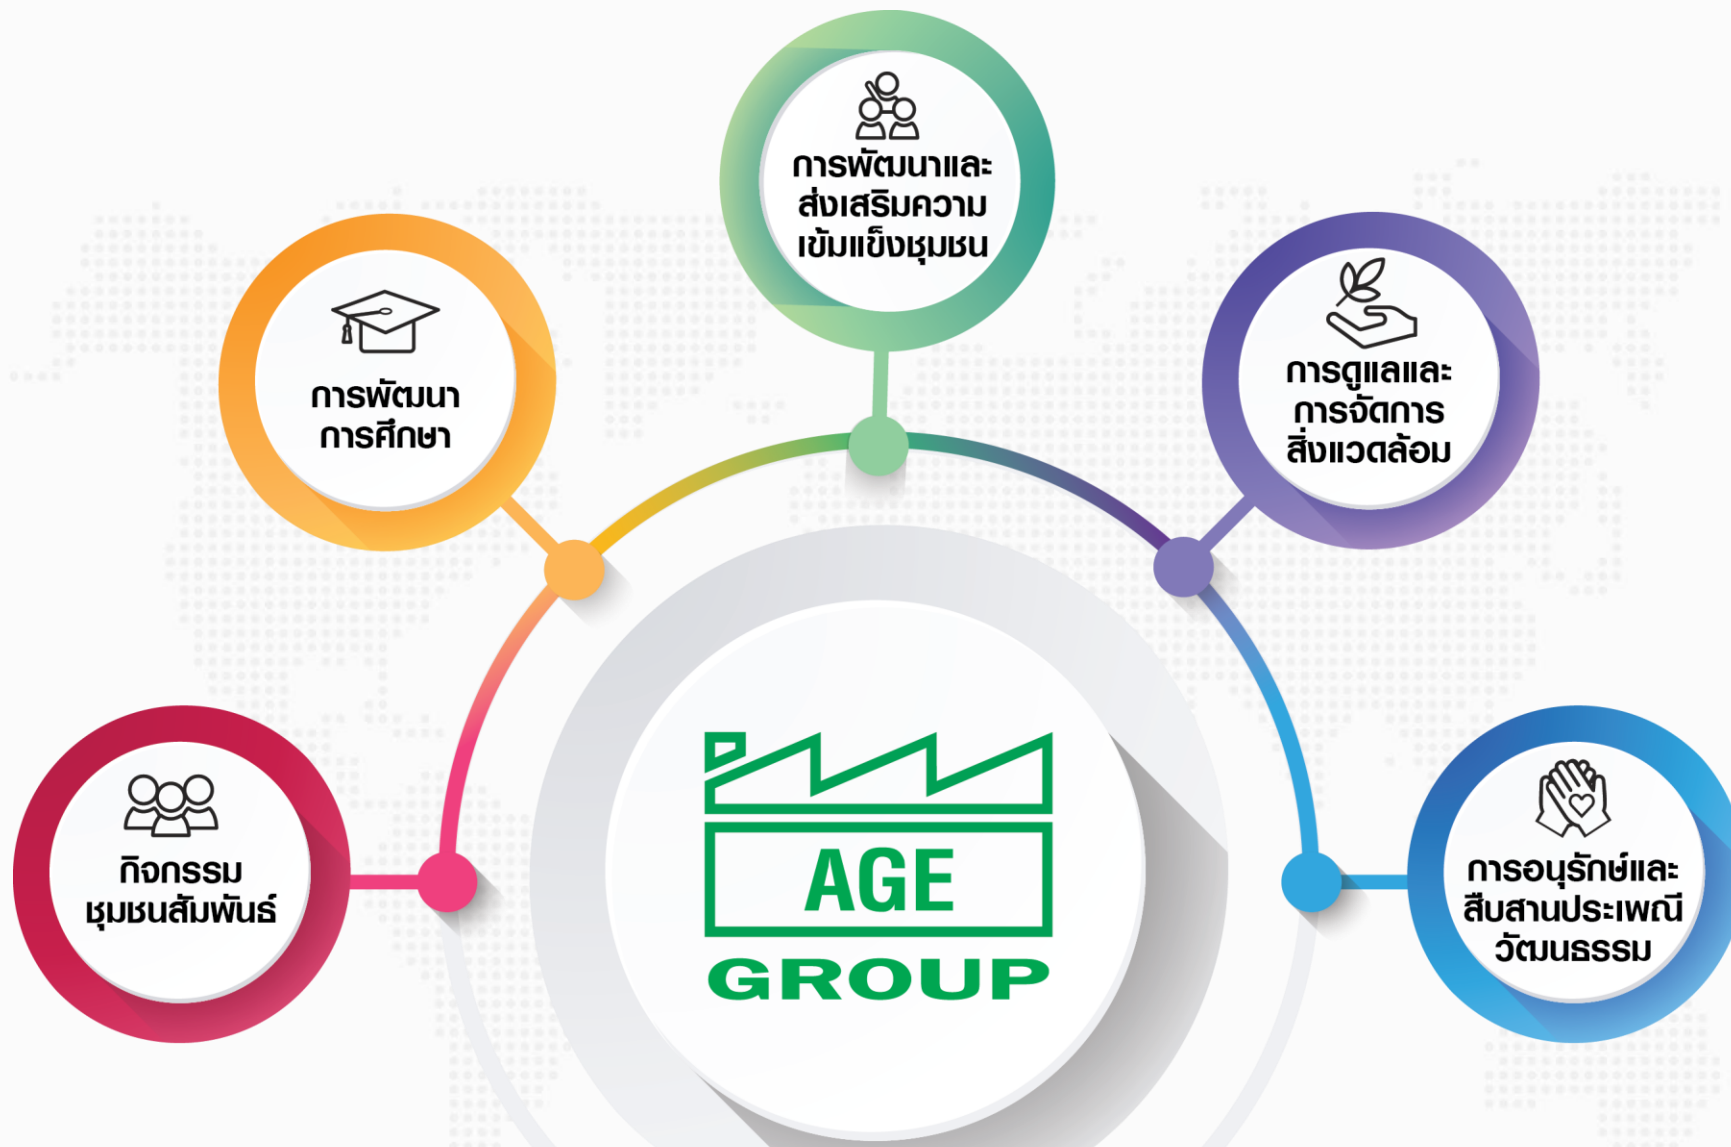 การพัฒนาและ
ส่งเสริมความ
เข้มแข็งชุมชน
การพัฒนา
การศึกษา
การดูแลและ
การจัดการ
สิ่งแวดล้อม
กิจกรรม
ชุมชนสัมพันธ์
AGE
GROUP
การอนุรักษ์และ
สืบสานประเพณี
วัฒนธรรม